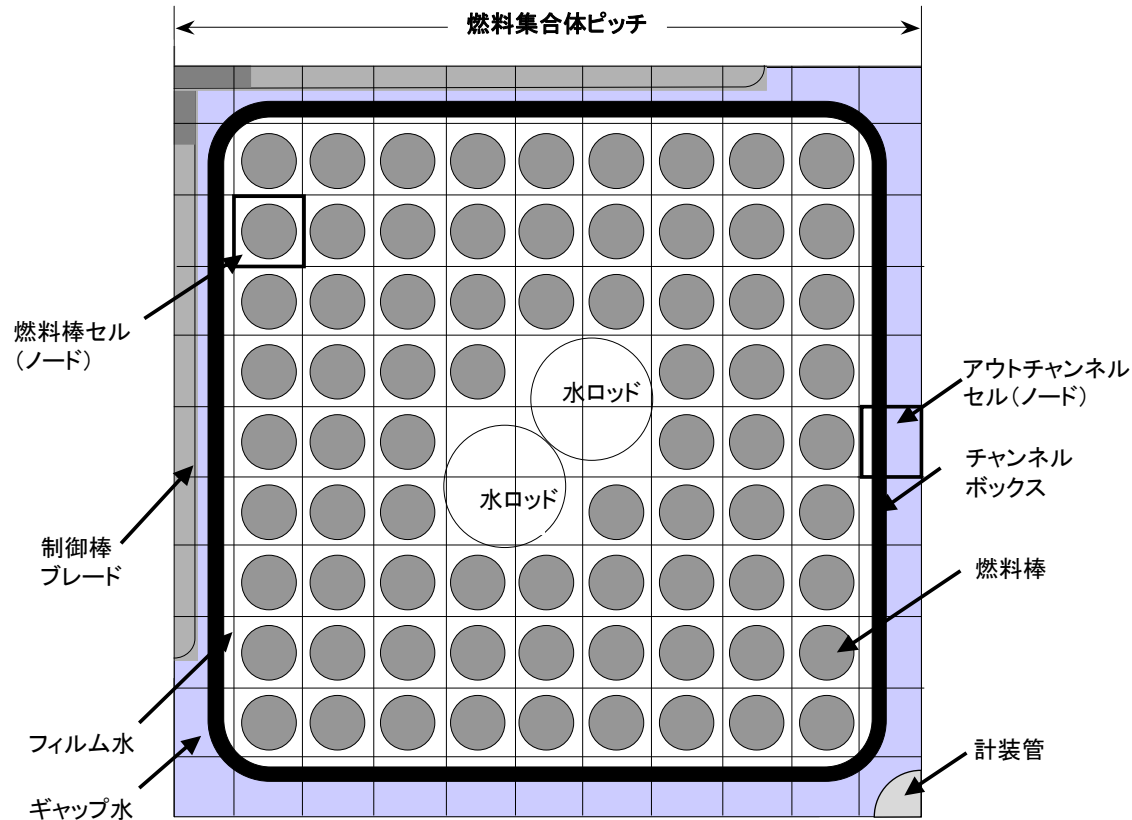 燃料集合体ピッチ
燃料棒セル
(ノード)
水ロッド
水ロッド
アウトチャンネル
セル(ノード)
チャンネル
ボックス
制御棒
ブレード
燃料棒
フィルム水
ギャップ水
計装管